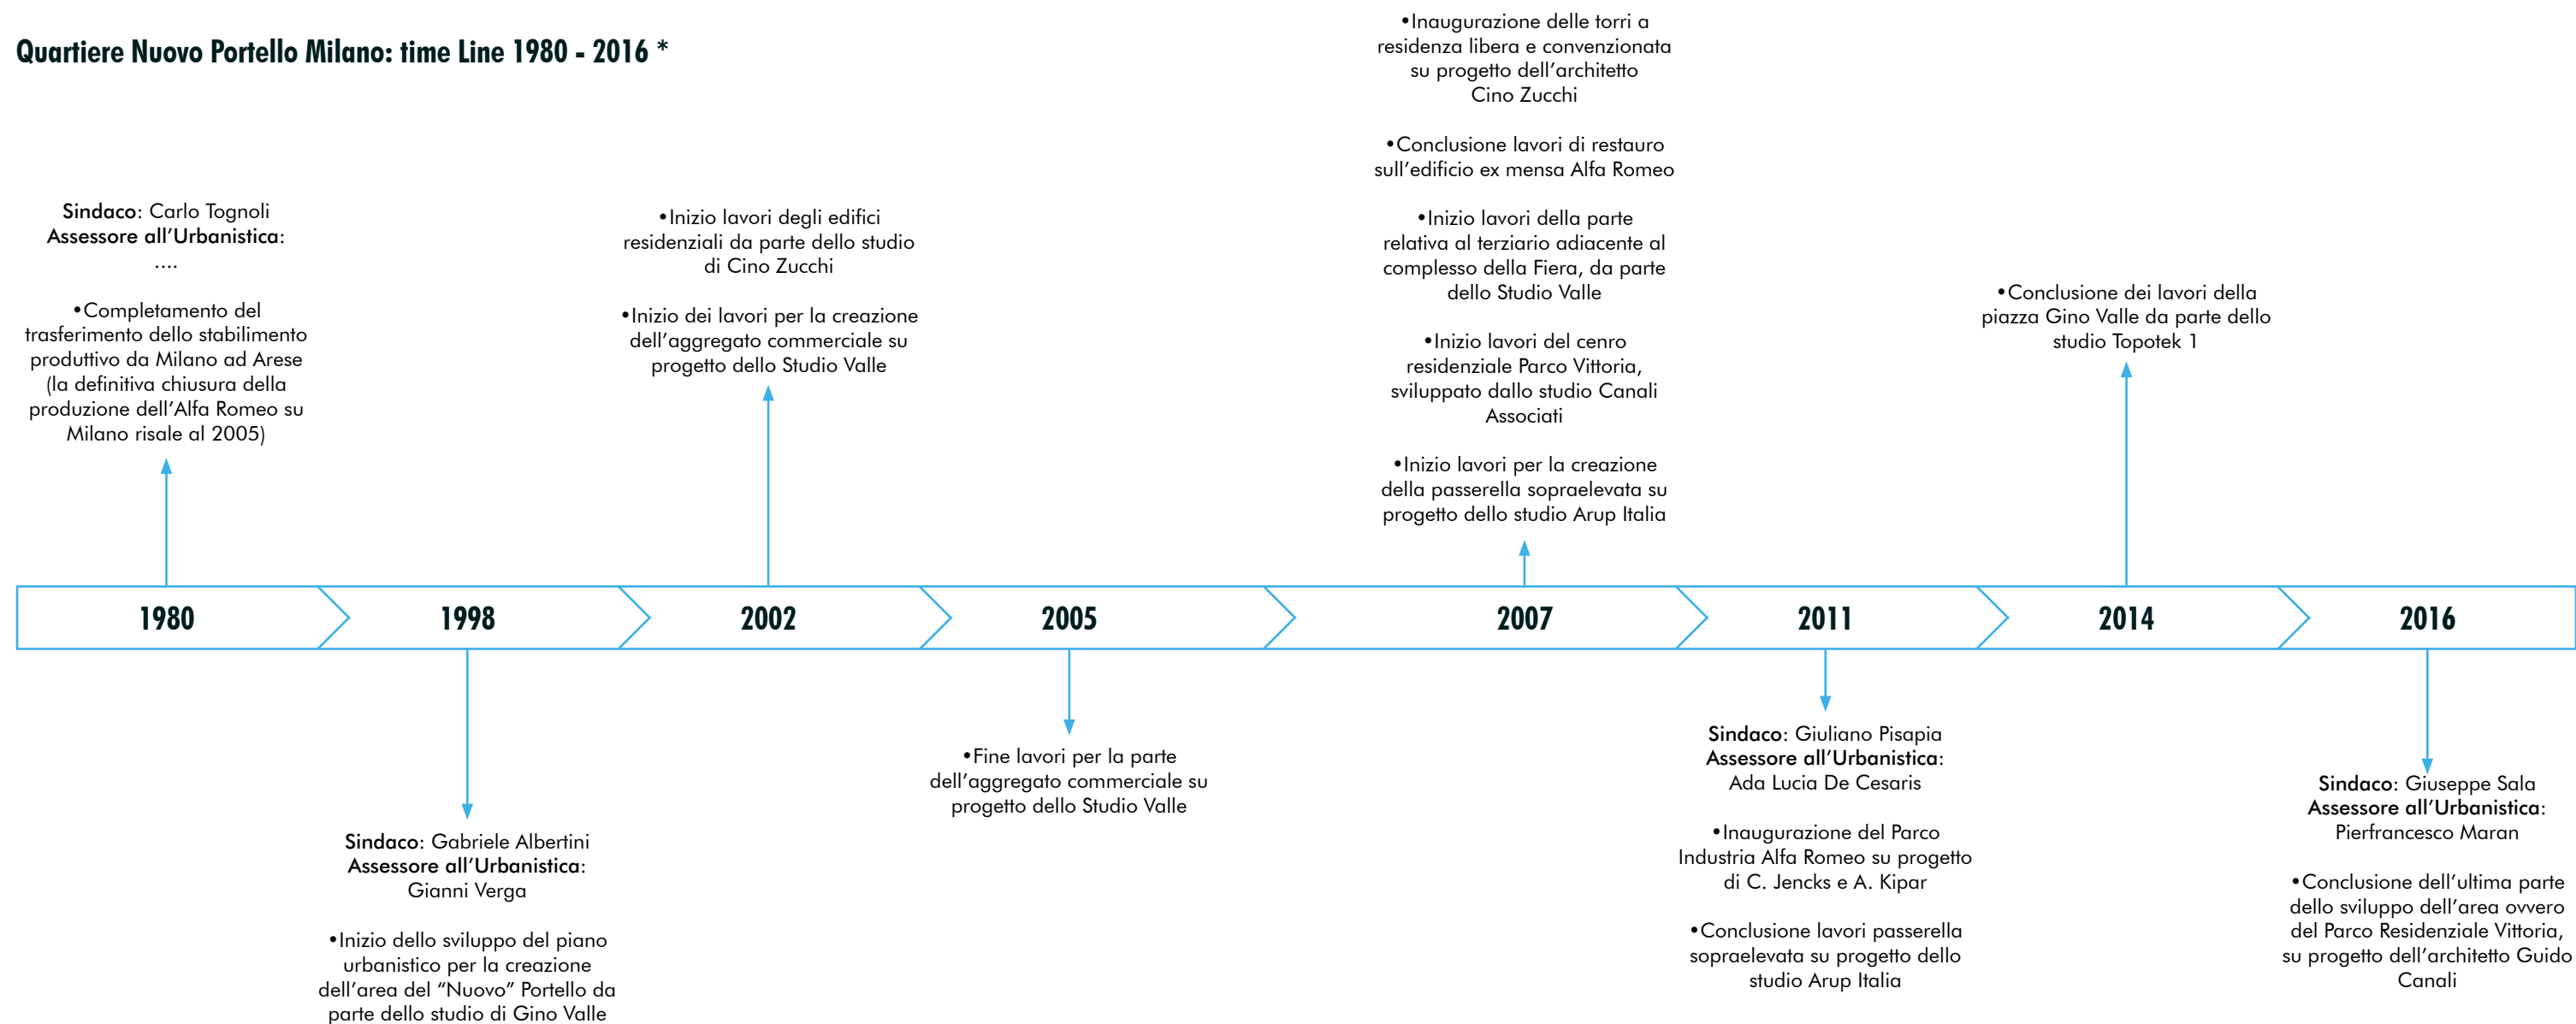 Quartiere Nuovo Portello Milano: time Line 1980 - 2016 *
Sindaco: Carlo Tognoli
Assessore all'Urbanistica:
....
•Completamento del
trasferimento dello stabilimento
produttivo da Milano ad Arese
(la definitiva chiusura della
produzione dell'Alfa Romeo su
Milano risale al 2005)
•Inizio lavori degli edifici
residenziali da parte dello studio
di Cino Zucchi
•Inizio dei lavori per la creazione
dell'aggregato commerciale su
progetto dello Studio Valle
•Inaugurazione delle torri a
residenza libera e convenzionata
su progetto dell'architetto
Cino Zucchi
•Conclusione lavori di restauro
sull'edificio ex mensa Alfa Romeo
•Inizio lavori della parte
relativa al terziario adiacente al
complesso della Fiera, da parte
dello Studio Valle
•Inizio lavori del cenro
residenziale Parco Vittoria,
sviluppato dallo studio Canali
Associati
•Inizio lavori per la creazione
della passerella sopraelevata su
progetto dello studio Arup Italia
•Conclusione dei lavori della
piazza Gino Valle da parte dello
studio Topotek 1
1980
1998
2002
2005
2007
2011
2014
2016
Sindaco: Gabriele Albertini
Assessore all'Urbanistica:
Gianni Verga
•Inizio dello sviluppo del piano
urbanistico per la creazione
dell'area del "Nuovo" Portello da
parte dello studio di Gino Valle
•Fine lavori per la parte
dell'aggregato commerciale su
progetto dello Studio Valle
Sindaco: Giuliano Pisapia
Assessore all'Urbanistica:
Ada Lucia De Cesaris
•Inaugurazione del Parco
Industria Alfa Romeo su progetto
di C. Jencks e A. Kipar
•Conclusione lavori passerella
sopraelevata su progetto dello
studio Arup Italia
Sindaco: Giuseppe Sala
Assessore all'Urbanistica:
Pierfrancesco Maran
•Conclusione dell'ultima parte
dello sviluppo dell'area ovvero
del Parco Residenziale Vittoria,
su progetto dell'architetto Guido
Canali